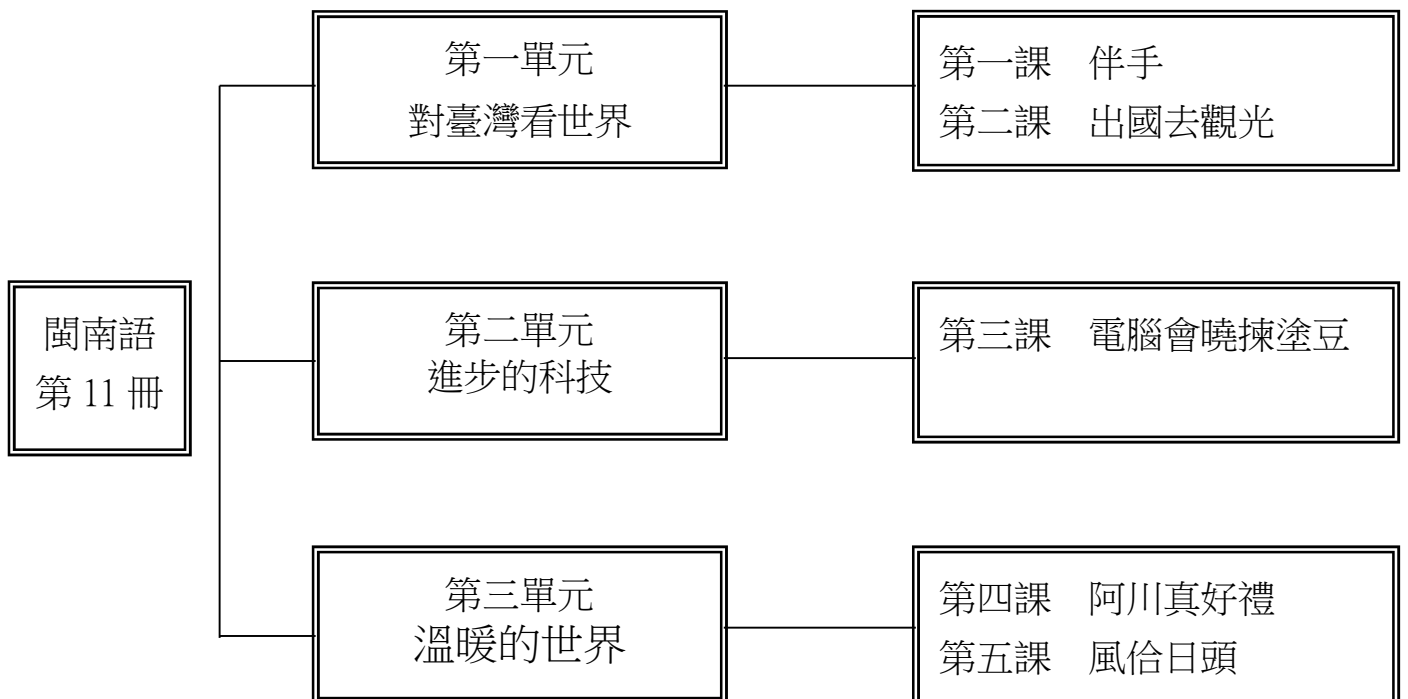 第一單元
對臺灣看世界
第一課　伴手
第二課　出國去觀光
閩南語
第 11 冊
第二單元
進步的科技
第三課　電腦會曉揀塗豆
第三單元
溫暖的世界
第四課　阿川真好禮
第五課　風佮日頭